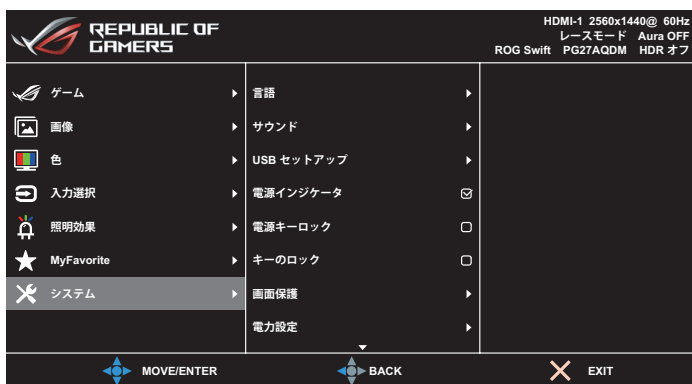 REPUBLIC OF
GAMERS
HDMI-1 2560x1440@ 60Hz
レースモード Aura OFF
ROG Swift PG27AQDM HDR オフ
ゲーム
画像
色
入力選択
照明効果
MyFavorite
システム
言語
サウンド
USB セットアップ
電源インジケータ
電源キーロック
キーのロック
画面保護
電力設定
MOVE/ENTER
BACK
EXIT